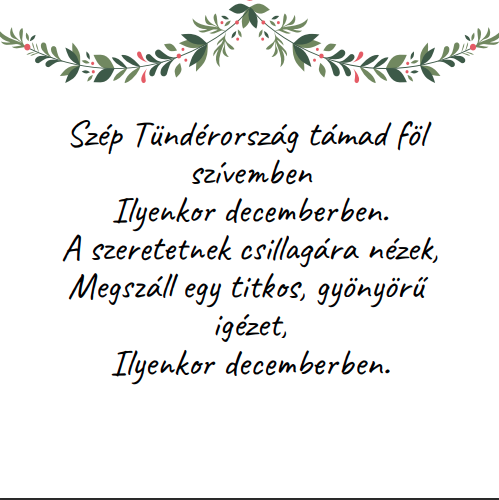 Szép Tündérország támad föl
szívemben
Ilyenkor decemberben.
A szeretetnek csillagára nézek,
Megszáll egy titkos, gyönyörű
igézet,
Ilyenkor decemberben.